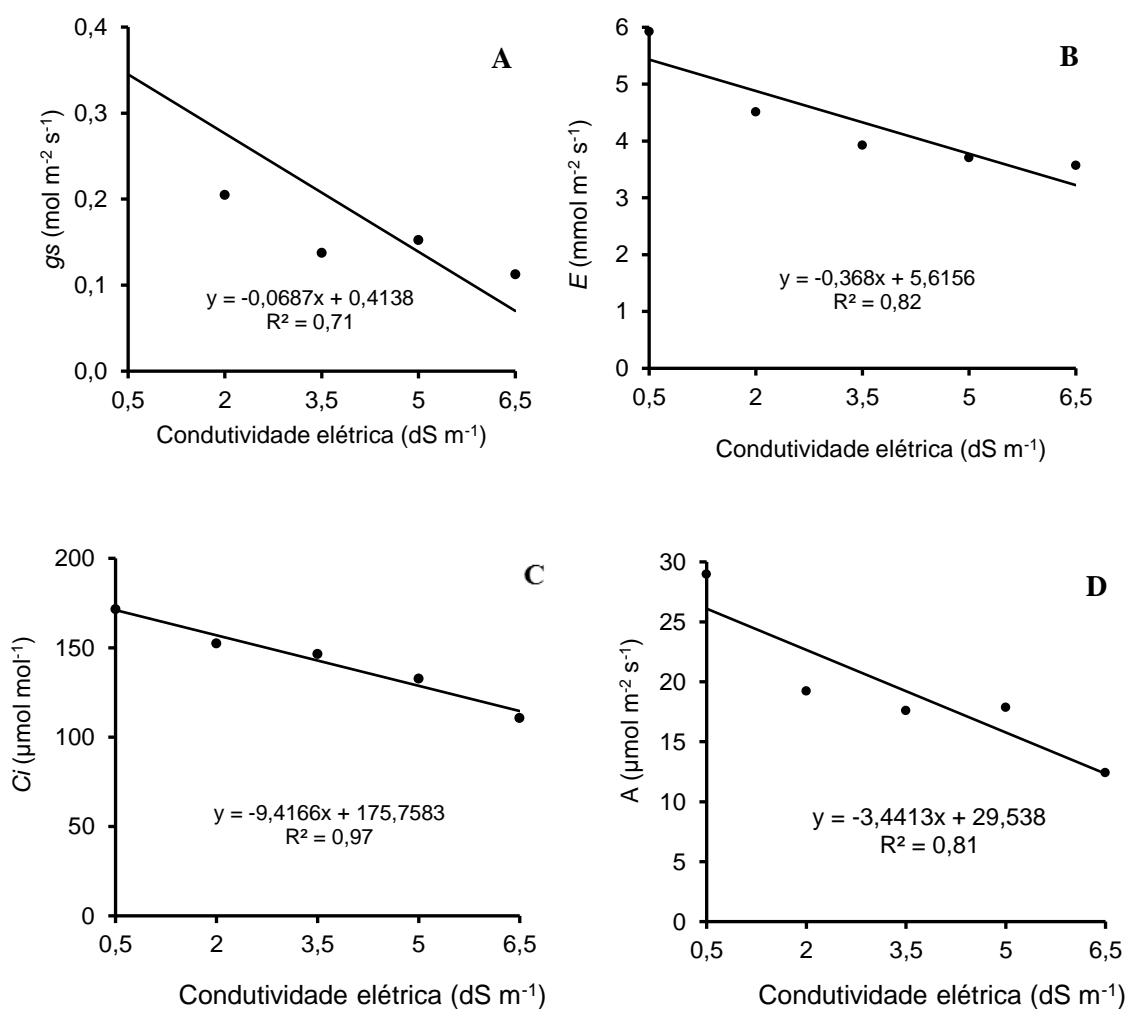 0,4
A
0,3
0,2
0,1
0,0
gs (mol m-2 s-1)
y = -0,0687x + 0,4138
R² = 0,71
0,5 2 3,5 5 6,5
Condutividade elétrica (dS m-1)
6
B
5
4
3
2
1
0
E (mmol m-2 s-1)
y = -0,368x + 5,6156
R² = 0,82
0,5 2 3,5 5 6,5
Condutividade elétrica (dS m-1)
200
C
150
100
50
0
Ci (µmol mol-1)
y = -9,4166x + 175,7583
R² = 0,97
0,5 2 3,5 5 6,5
Condutividade elétrica (dS m-1)
30
D
25
20
15
10
5
0
A (µmol m-2 s-1)
y = -3,4413x + 29,538
R² = 0,81
0,5 2 3,5 5 6,5
Condutividade elétrica (dS m-1)